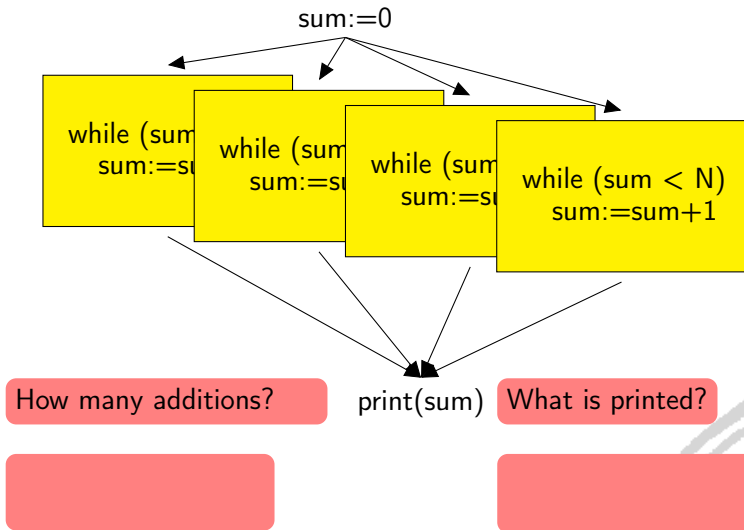 sum:=0
while (sum
sum:=su
while (sum
sum:=su
while (sum
sum:=su
while (sum < N)
sum:=sum+1
How many additions?
print(sum)
What is printed?